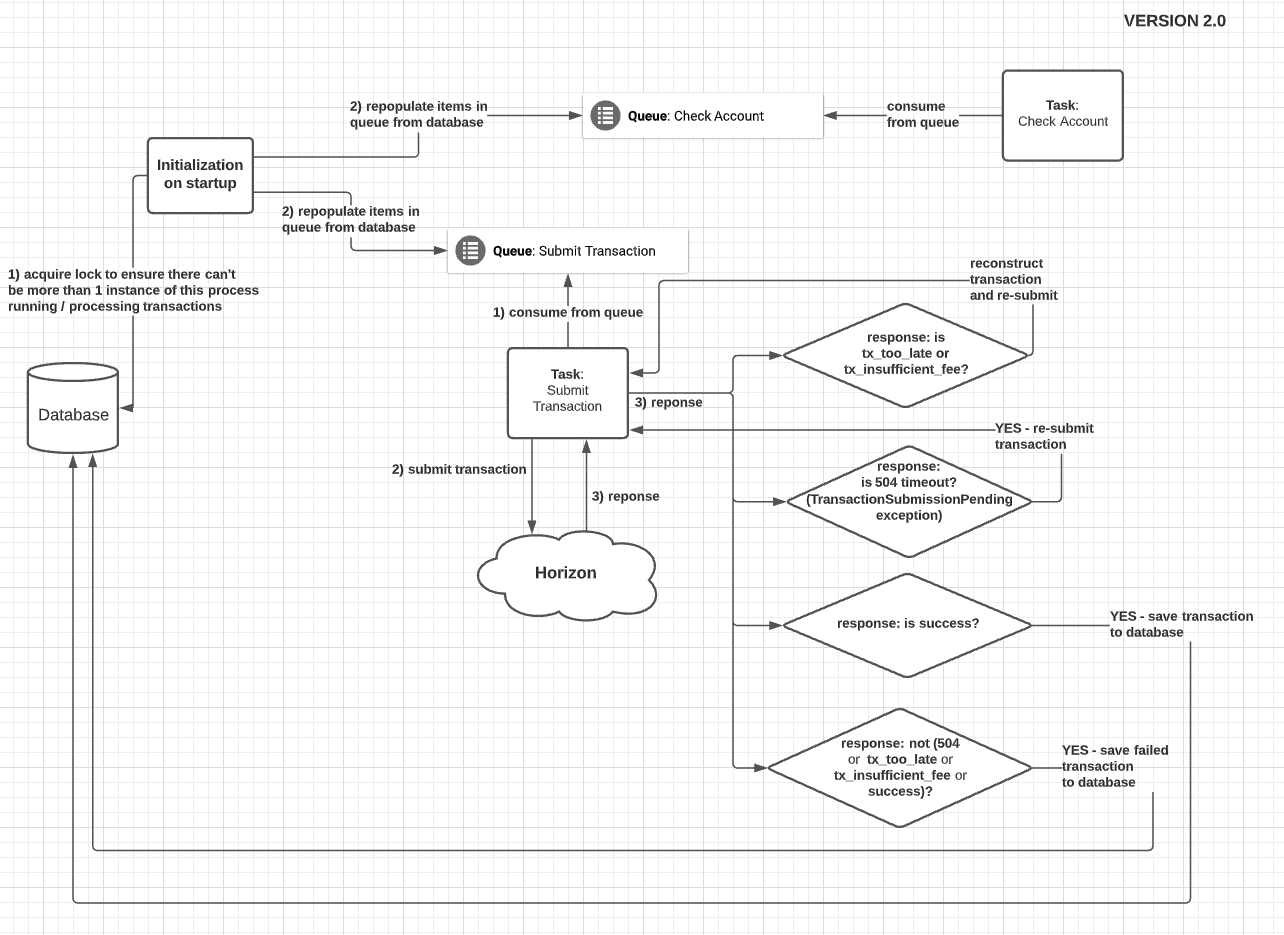 VERSION 2.0
2) repopulate items in
queue from database
Queue: Check Account
consume
from queue
Task:
Check Account
Initialization
on startup
2) repopulate items in
queue from database
Queue: Submit Transaction
1) acquire lock to ensure there can't
be more than 1 instance of this process
running / processing transactions
reconstruct
transaction
and re-submit
1) consume from queue
response: is
tx_too_late or
tx_insufficient_fee?
Task:
Submit
Transaction
3) reponse
Database
YES - re-submit
transaction
2) submit transaction
3) reponse
response:
is 504 timeout?
(TransactionSubmissionPending
exception)
Horizon
response: is success?
YES - save transaction
to database
response: not (504
or tx_too_late or
tx_insufficient_fee or
success)?
YES - save failed
transaction
to database